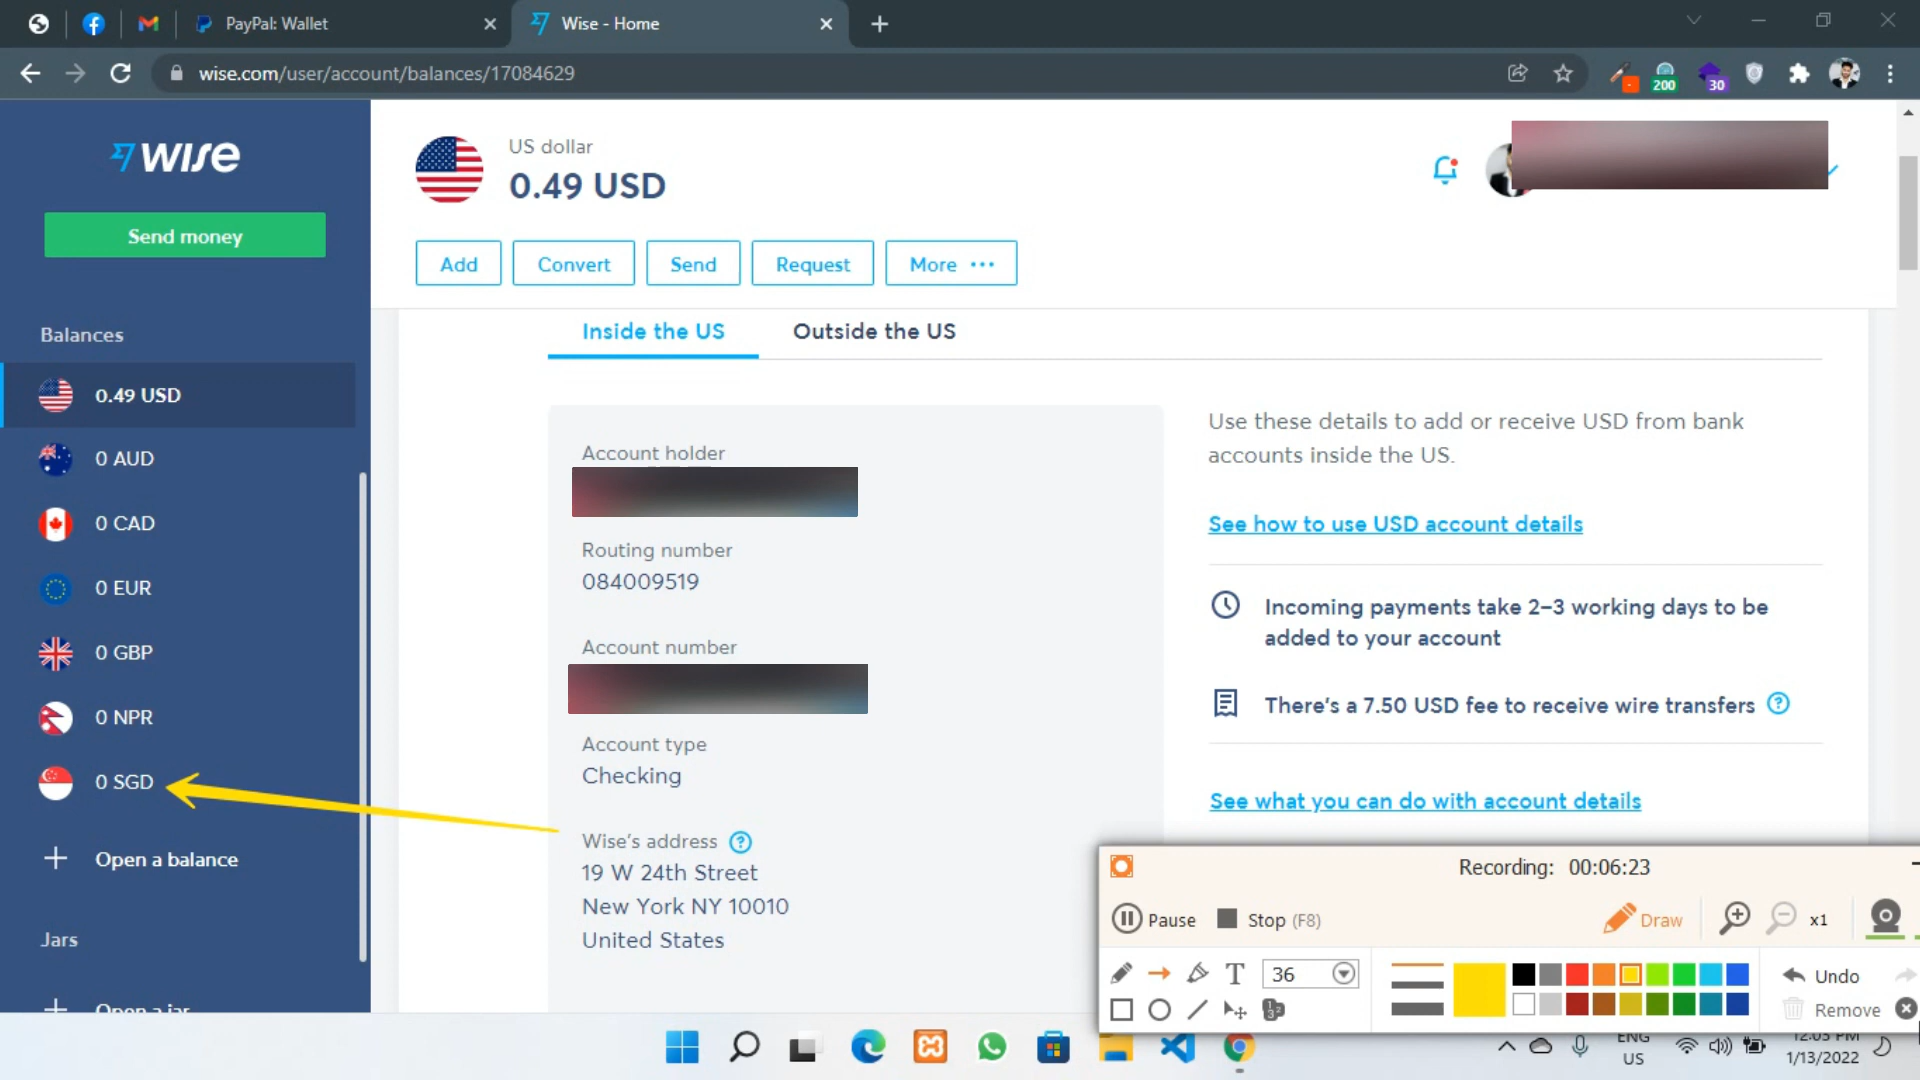 PayPal: Wallet
Wise - Home
wise.com/user/account/balances/17084629
200
30
WISE
Send money
Balances
0.49 USD
0 AUD
0 CAD
0 EUR
0 GBP
0 NPR
0 SGD
Open a balance
Jars
Open a jar
US dollar
0.49 USD
Add
Convert
Send
Request
More
Inside the US
Outside the US
Account holder
Routing number
084009519
Account number
Account type
Checking
Wise's address
19 W 24th Street
New York NY 10010
United States
Use these details to add or receive USD from bank
accounts inside the US.
See how to use USD account details
Incoming payments take 2–3 working days to be
added to your account
There's a 7.50 USD fee to receive wire transfers
See what you can do with account details
Recording: 00:06:23
Pause
Stop (F8)
Draw
x1
T
36
Undo
Remove
ENG
US
12:03 PM
1/13/2022